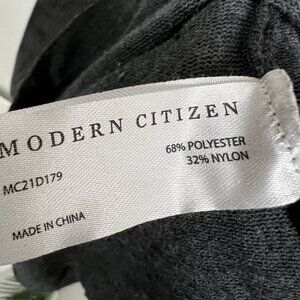 MODERN CITIZEN
68% POLYESTER
32% NYLON
MC21D179
MADE IN CHINA